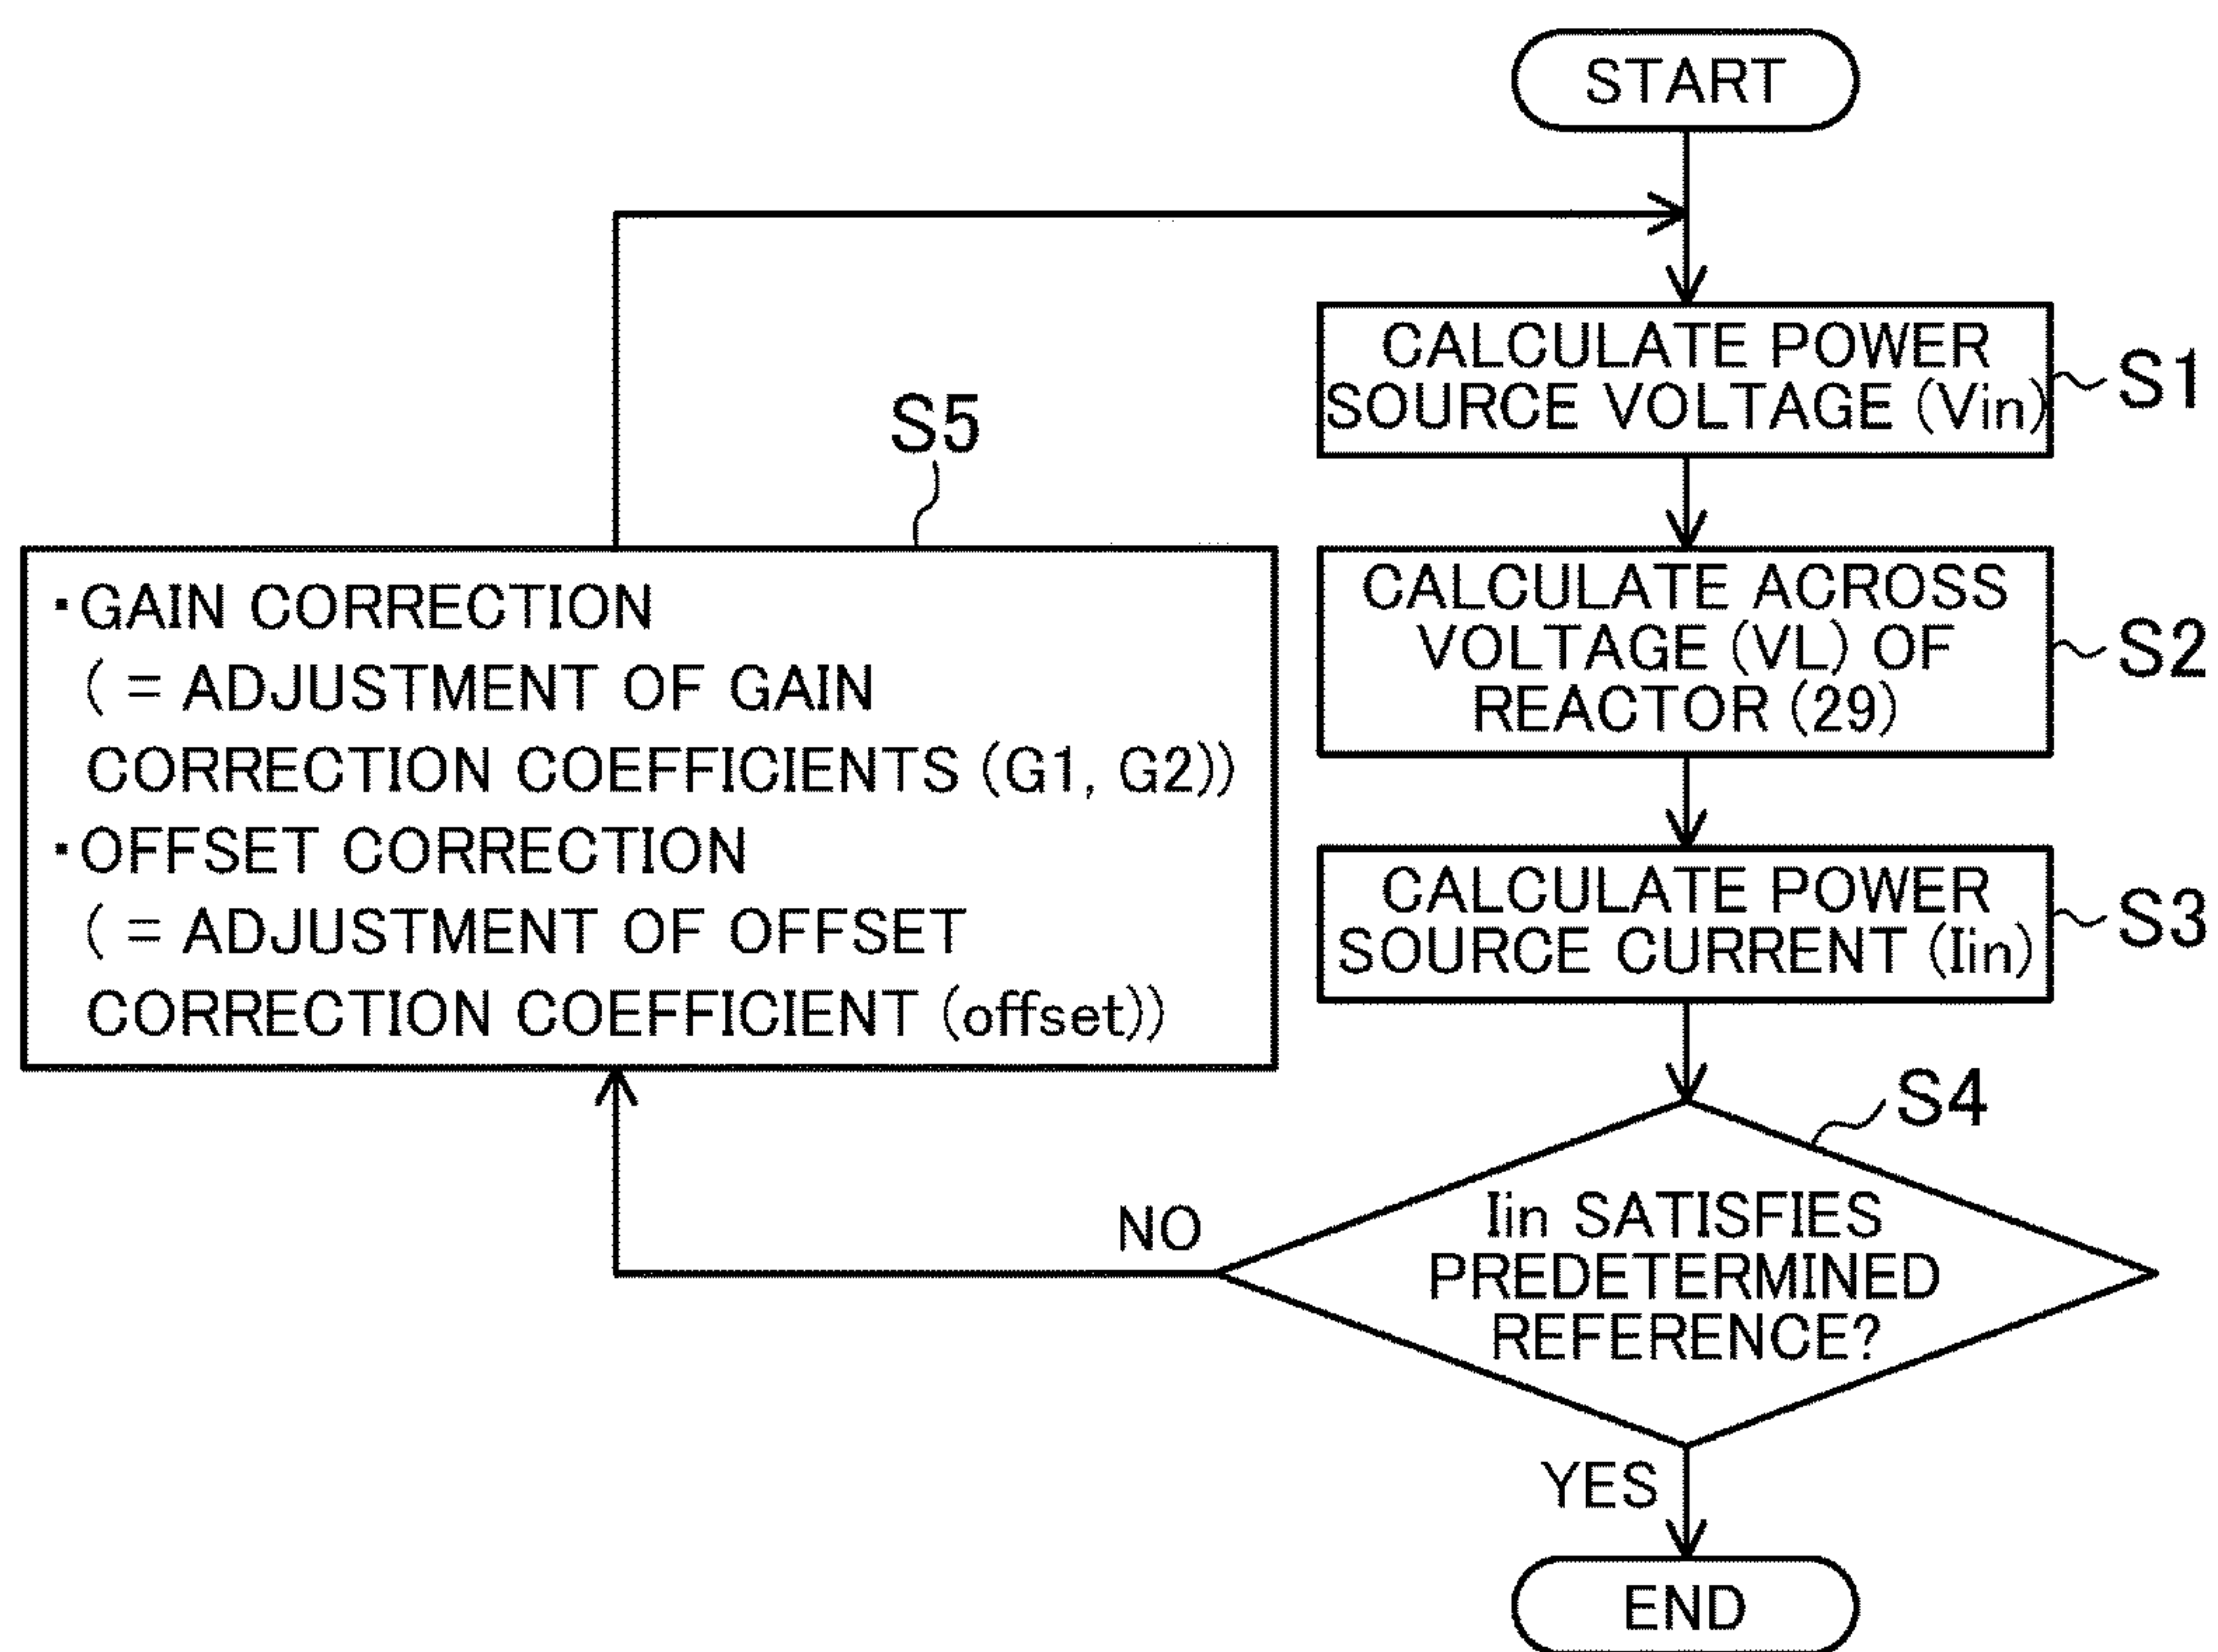 START
CALCULATE POWER
SOURCE VOLTAGE (Vin)
S1
CALCULATE ACROSS
VOLTAGE (VL) OF
REACTOR (29)
S2
CALCULATE POWER
SOURCE CURRENT (Iin)
S3
S4
Iin SATISFIES
PREDETERMINED
REFERENCE?
NO
YES
S5
・GAIN CORRECTION
( = ADJUSTMENT OF GAIN
CORRECTION COEFFICIENTS (G1, G2))
・OFFSET CORRECTION
( = ADJUSTMENT OF OFFSET
CORRECTION COEFFICIENT (offset))
END